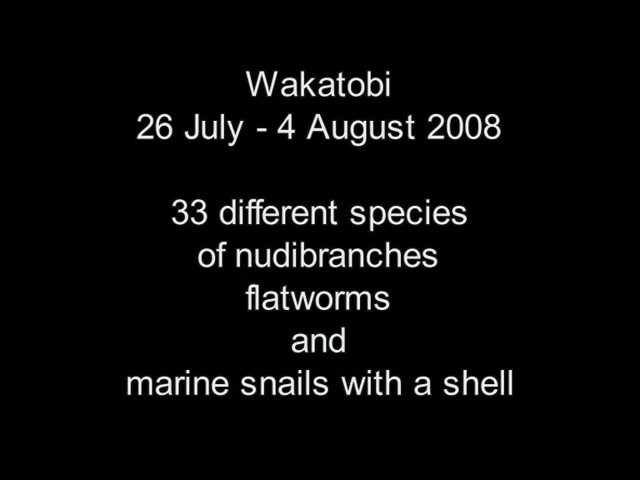 Wakatobi
26 July - 4 August 2008
33 different species
of nudibranches
flatworms
and
marine snails with a shell